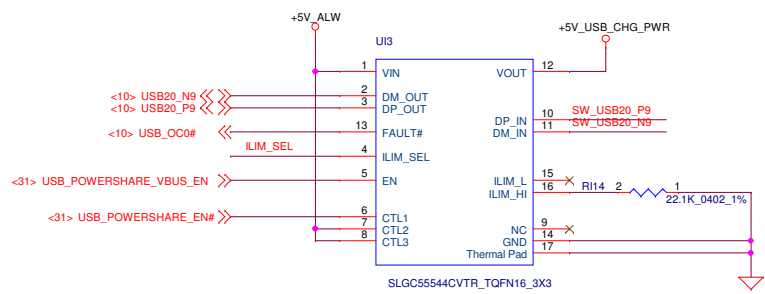 +5V_ALW
+5V_USB_CHG_PWR
UI3
1 VIN VOUT 12
<10> USB20_N9 2 DM_OUT
<10> USB20_P9 3 DP_OUT
DP_IN 10 SW_USB20_P9
DM_IN 11 SW_USB20_N9
<10> USB_OC0# 13 FAULT#
ILIM_SEL 4 ILIM_SEL
<31> USB_POWERSHARE_VBUS_EN 5 EN
ILIM_L 15
ILIM_HI 16 RI14 2 1
22.1K_0402_1%
<31> USB_POWERSHARE_EN# 6 CTL1
7 CTL2
8 CTL3
NC 9
GND 14
Thermal Pad 17
SLGC55544CVTR_TQFN16_3X3